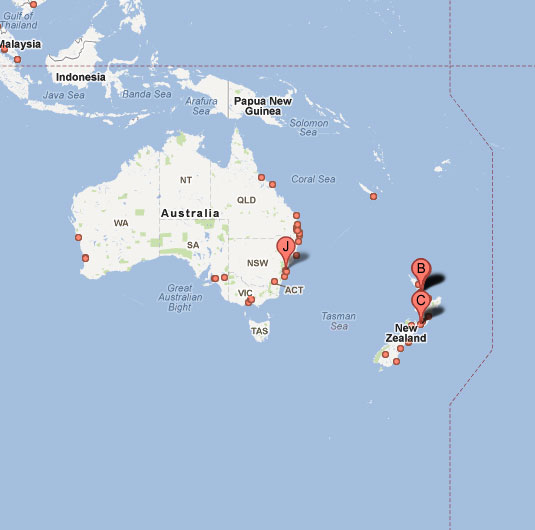 Gulf of
Thailand
Malaysia
Indonesia
Java Sea
Banda Sea
Arafura
Sea
Papua New
Guinea
Solomon
Sea
Coral Sea
NT
QLD
WA
Australia
SA
NSW
J
ACT
VIC
Great
Australian
Bight
TAS
Tasman
Sea
B
C
New
Zealand